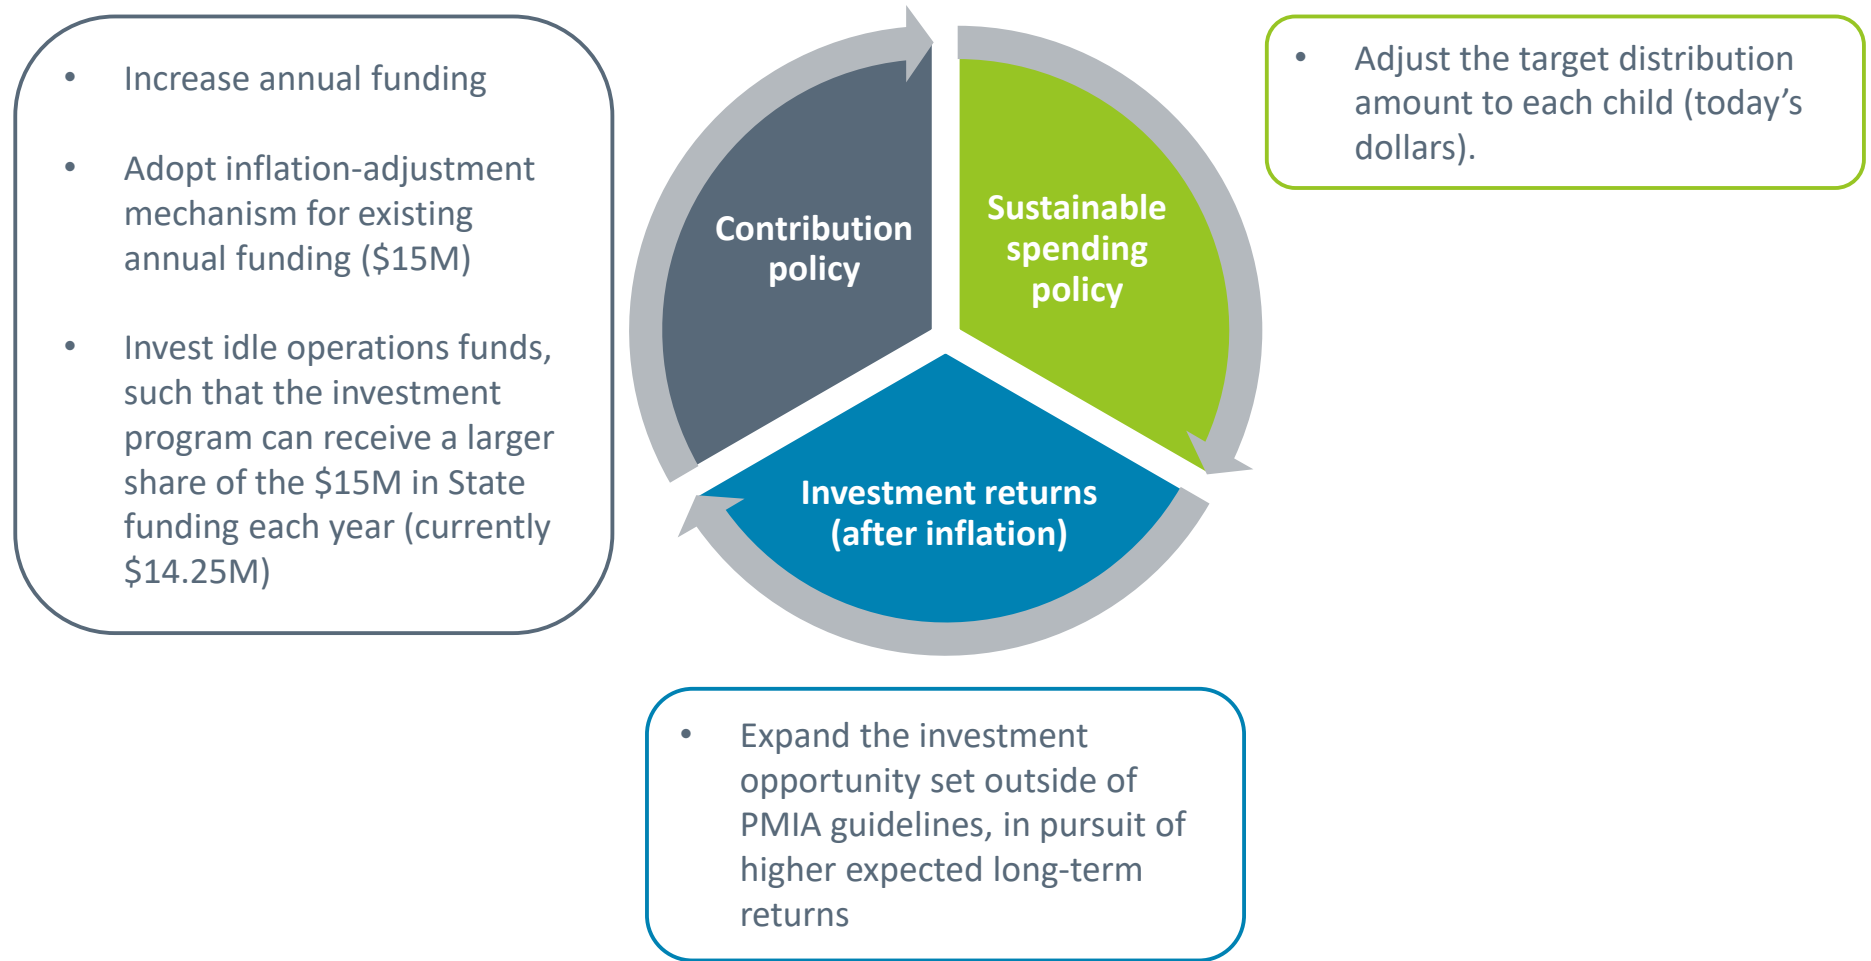 • Increase annual funding
• Adopt inflation-adjustment
mechanism for existing
annual funding ($15M)
• Invest idle operations funds,
such that the investment
program can receive a larger
share of the $15M in State
funding each year (currently
$14.25M)
Contribution
policy
Sustainable
spending
policy
Investment returns
(after inflation)
• Adjust the target distribution
amount to each child (today’s
dollars).
• Expand the investment
opportunity set outside of
PMIA guidelines, in pursuit of
higher expected long-term
returns